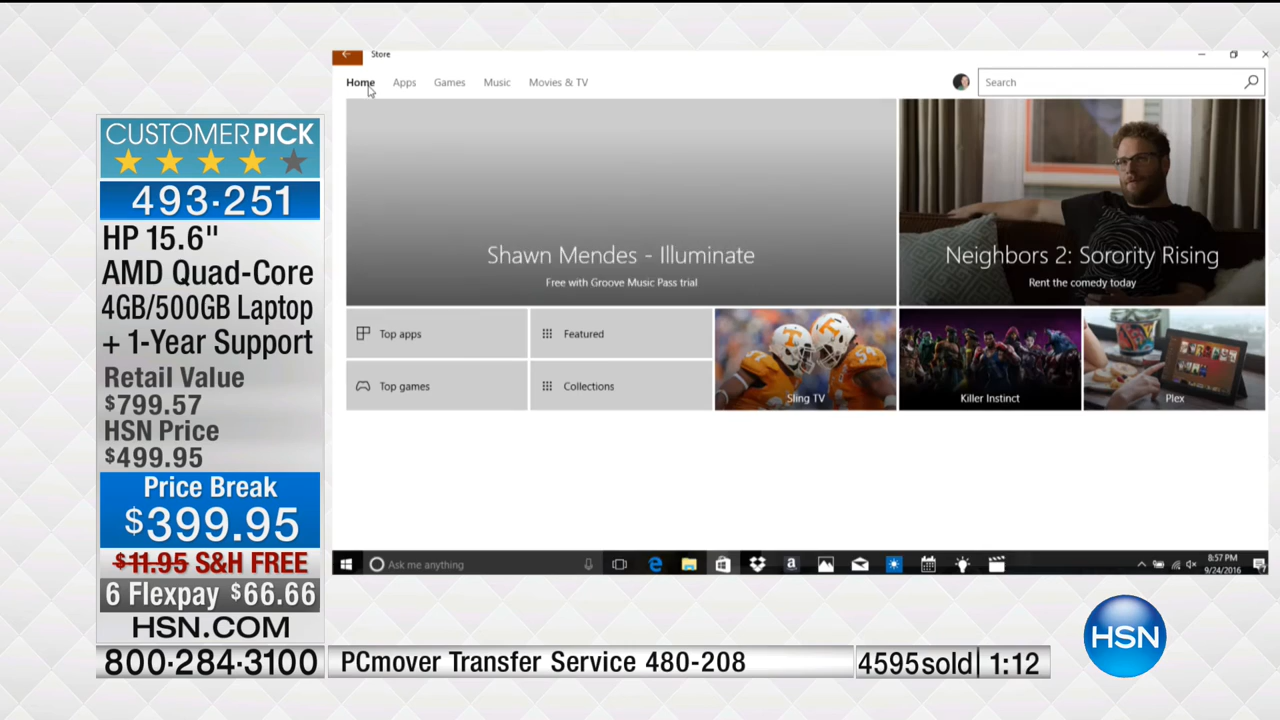 CUSTOMER PICK
493·251
HP 15.6"
AMD Quad-Core
4GB/500GB Laptop
+ 1-Year Support
Retail Value
$799.57
HSN Price
$499.95
Price Break
$399.95
$11.95 S&H FREE
6 Flexpay $66.66
HSN.COM
800·284·3100
Store
Home Apps Games Music Movies & TV
Search
Shawn Mendes - Illuminate
Free with Groove Music Pass trial
Neighbors 2: Sorority Rising
Rent the comedy today
Top apps
Featured
Top games
Collections
Sling TV
Killer Instinct
Plex
Ask me anything
8:57 PM
9/24/2016
PCmover Transfer Service 480-208
4595 sold
1:12
HSN